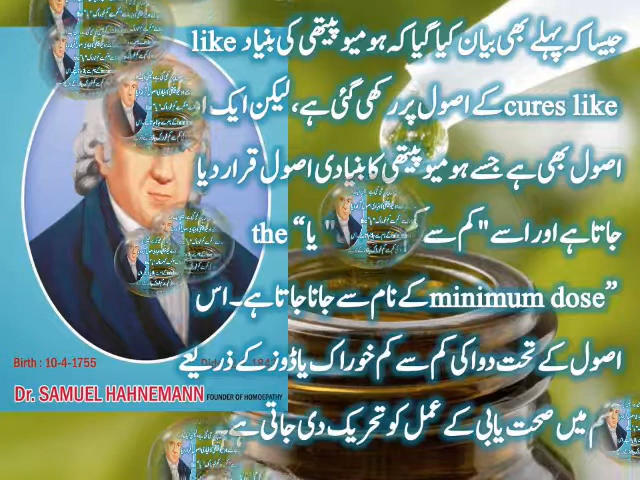 جیسا کہ پہلے بھی بیان کیا گیا کہ ہومیوپیتھی کی بنیاد like
cures like کے اصول پر رکھی گئی ہے، لیکن ایک
اصول بھی ہے جسے ہومیوپیتھی کا بنیادی اصول قرار دیا
جاتا ہے اور اسے "کم سے " یا “ the
minimum dose” کے نام سے جانا جاتا ہے۔ اس
اصول کے تحت دوا کی کم سے کم خوراک یا ڈوز کے ذریعے
میں صحت یابی کے عمل کو تحریک دی جاتی ہے۔
Birth : 10-4-1755
Dr. SAMUEL HAHNEMANN FOUNDER OF HOMOEPATHY